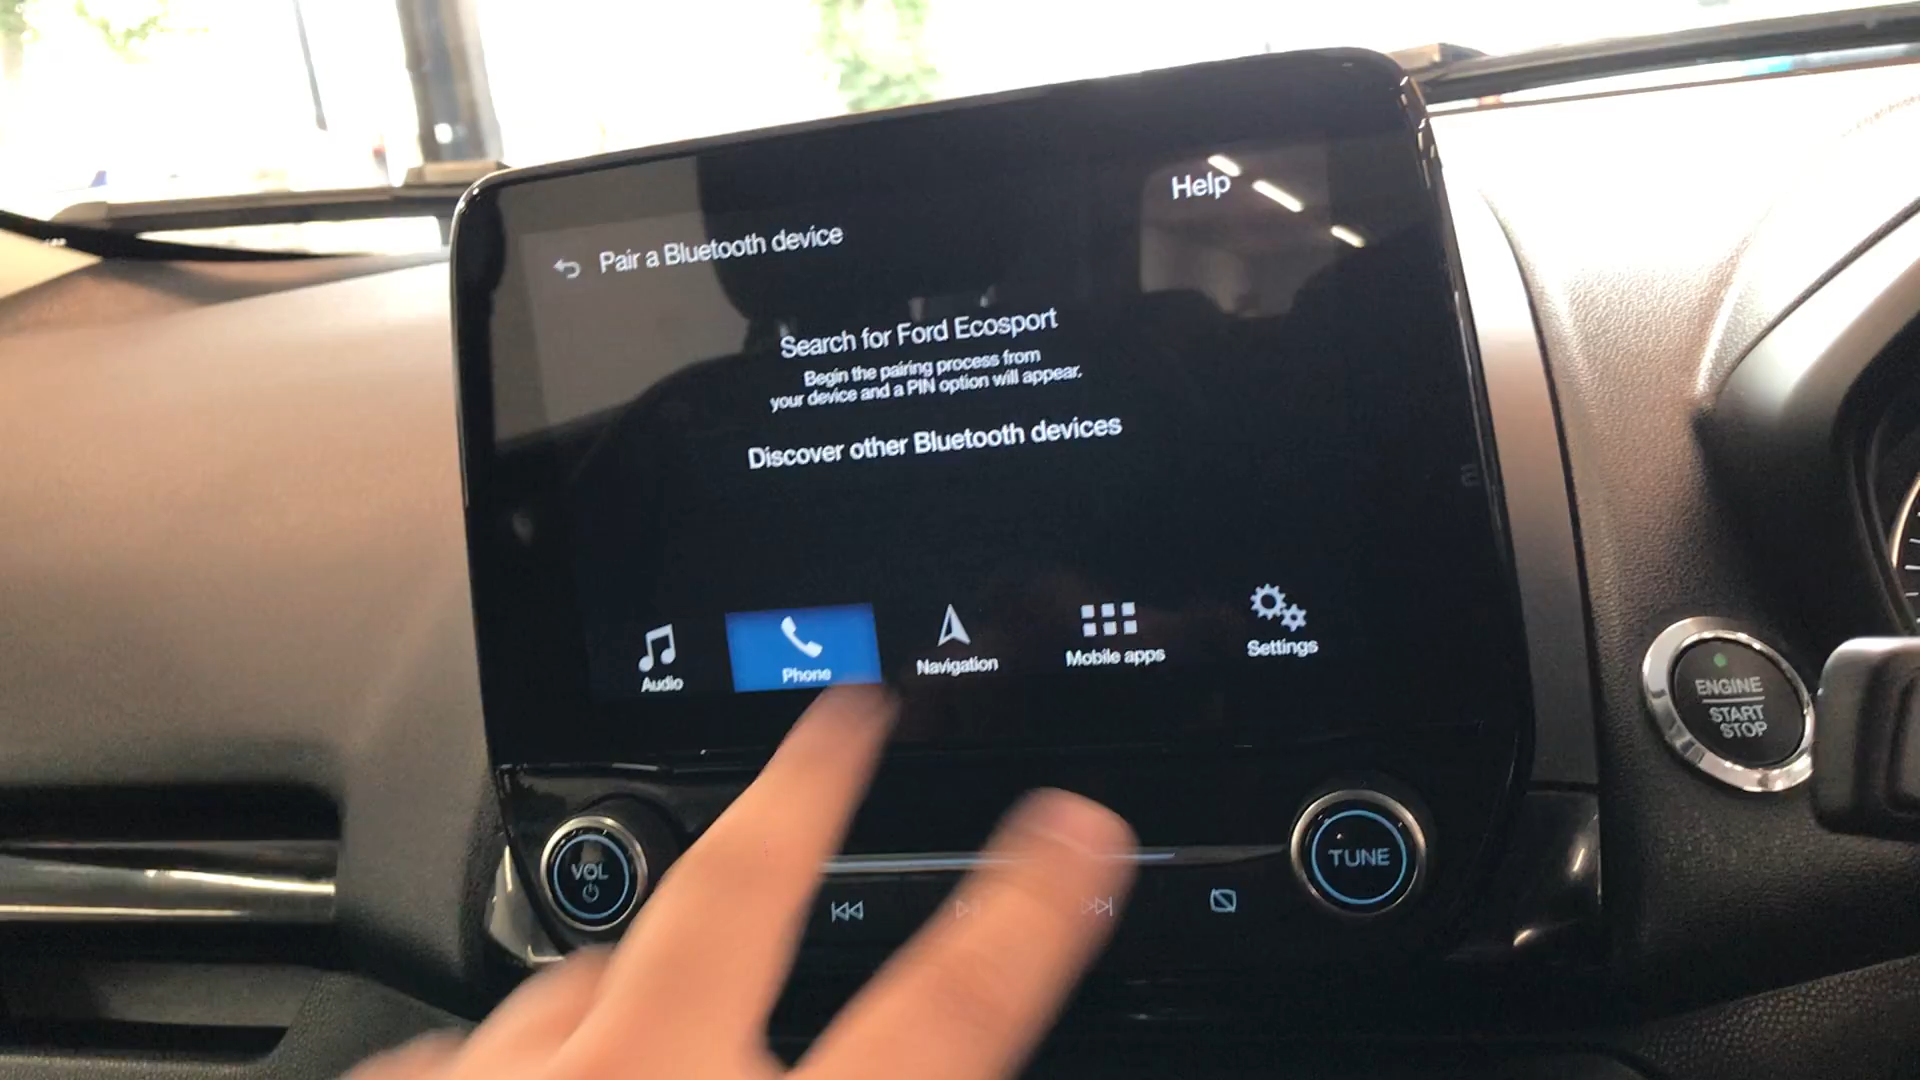 Help
Pair a Bluetooth device
Search for Ford Ecosport
Begin the pairing process from
your device and a PIN option will appear.
Discover other Bluetooth devices
Audio
Phone
Navigation
Mobile apps
Settings
ENGINE
START
STOP
VOL
TUNE